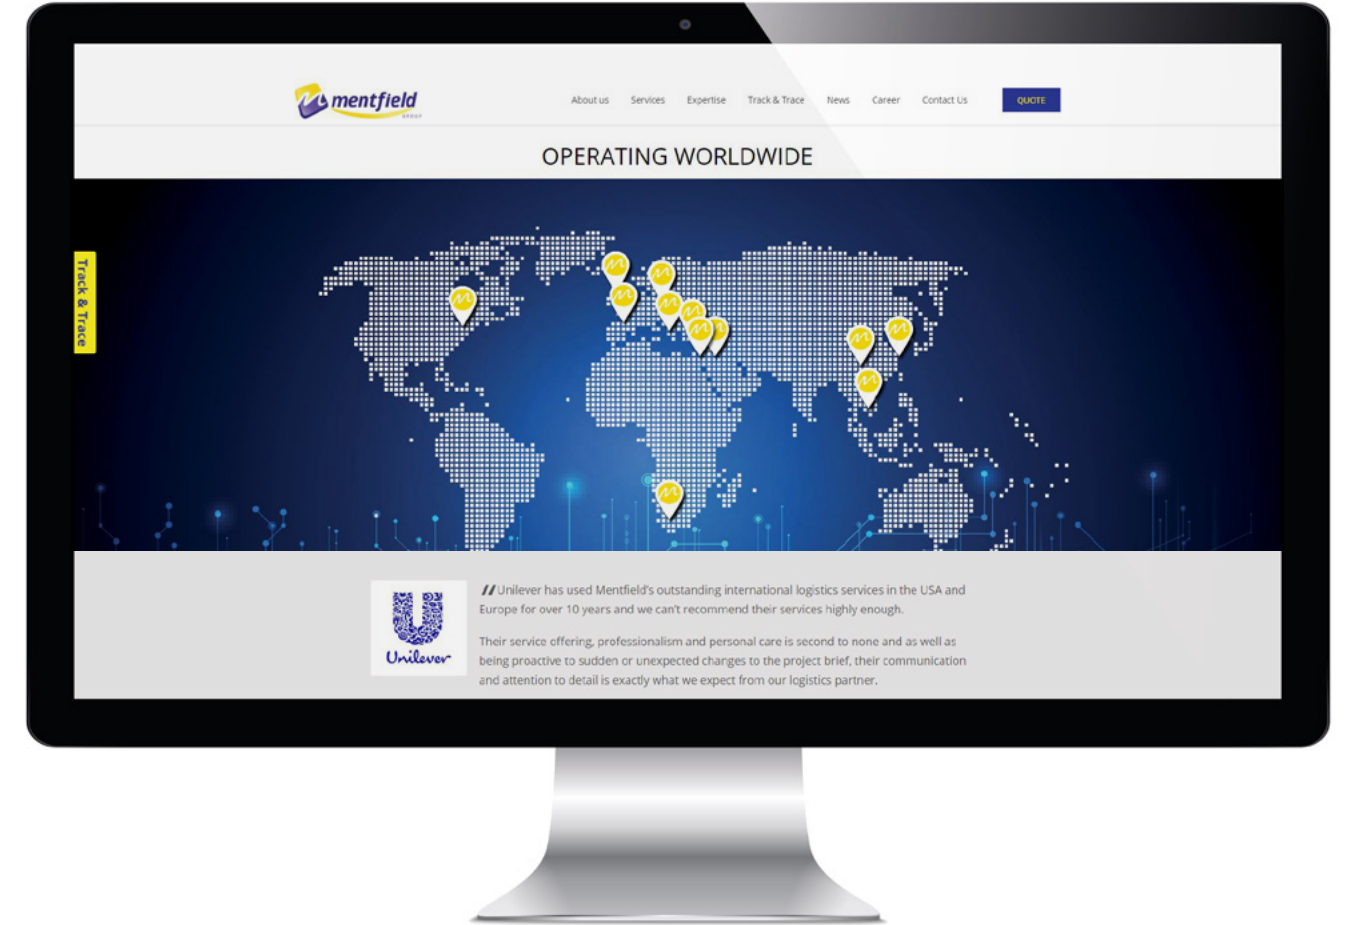 mentfield
GROUP
About us Services Expertise Track & Trace News Career Contact Us QUOTE
OPERATING WORLDWIDE
Track & Trace
"Unilever has used Mentfield's outstanding international logistics services in the USA and
Europe for over 10 years and we can't recommend their services highly enough.
Their service offering, professionalism and personal care is second to none and as well as
being proactive to sudden or unexpected changes to the project brief, their communication
and attention to detail is exactly what we expect from our logistics partner.
Unilever